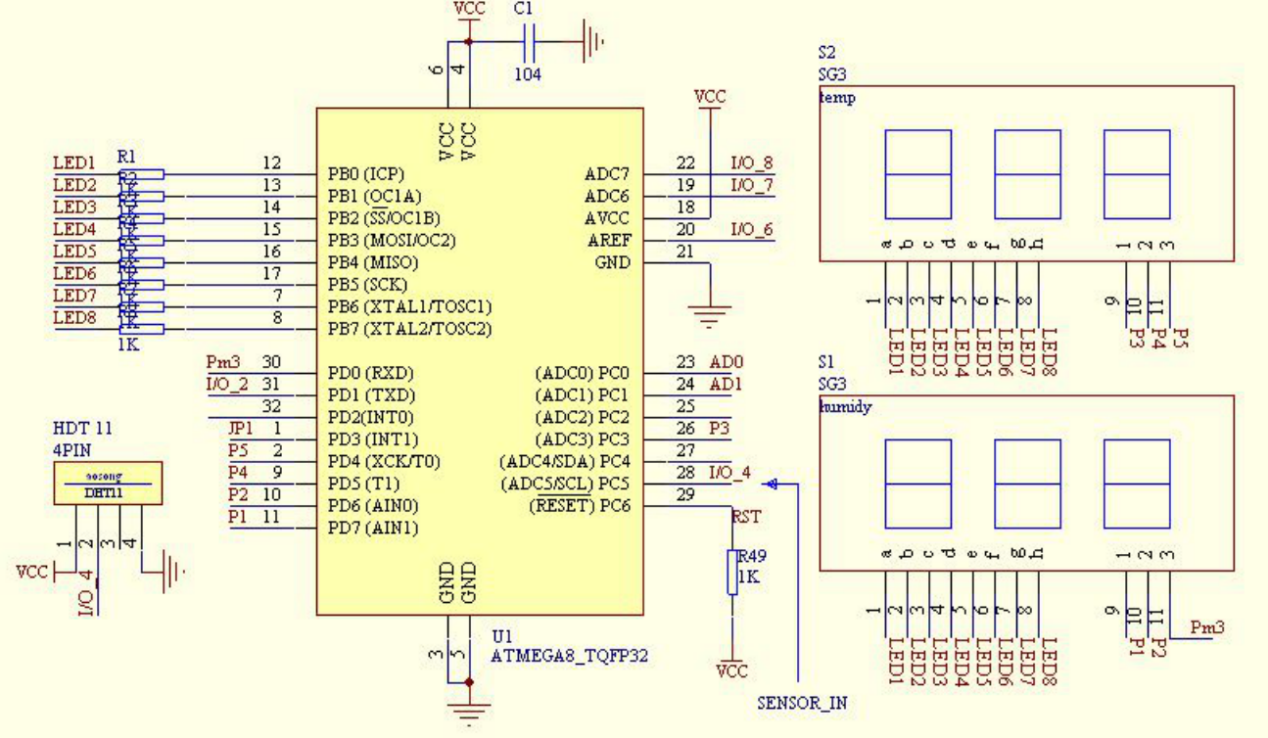 VCC
C1
104
6
4
VCC
VCC
LED1
R1
12
PB0 (ICP)
LED2
R2
1K
13
PB1 (OC1A)
LED3
1K
14
PB2 (SS/OC1B)
LED4
1K
15
PB3 (MOSI/OC2)
LED5
1K
16
PB4 (MISO)
LED6
1K
17
PB5 (SCK)
LED7
1K
7
PB6 (XTAL1/TOSC1)
LED8
1K
8
PB7 (XTAL2/TOSC2)
1K
Pm3
30
PD0 (RXD)
I/O_2
31
PD1 (TXD)
32
PD2(INT0)
JP1
1
PD3 (INT1)
P5
2
PD4 (XCK/T0)
P4
9
PD5 (T1)
P2
10
PD6 (AIN0)
P1
11
PD7 (AIN1)
VCC
ADC7
22
I/O_8
ADC6
19
I/O_7
AVCC
18
AREF
20
I/O_6
GND
21
(ADC0) PC0
23
AD0
(ADC1) PC1
24
AD1
(ADC2) PC2
25
(ADC3) PC3
26
P3
(ADC4/SDA) PC4
27
(ADC5/SCL) PC5
28
I/O_4
(RESET) PC6
29
RST
R49
1K
VCC
SENSOR_IN
GND
GND
3
5
U1
ATMEGA8_TQFP32
HDT 11
4PIN
aosong
DHT11
1
2
3
4
VCC
I/O_4
S2
SG3
temp
a b c d e f g h
1 2 3
1 2 3 4 5 6 7 8
9 10 11
LED1 LED2 LED3 LED4 LED5 LED6 LED7 LED8
P3 P4 P5
S1
SG3
humidy
a b c d e f g h
1 2 3
1 2 3 4 5 6 7 8
9 10 11
LED1 LED2 LED3 LED4 LED5 LED6 LED7 LED8
P1 P2
Pm3